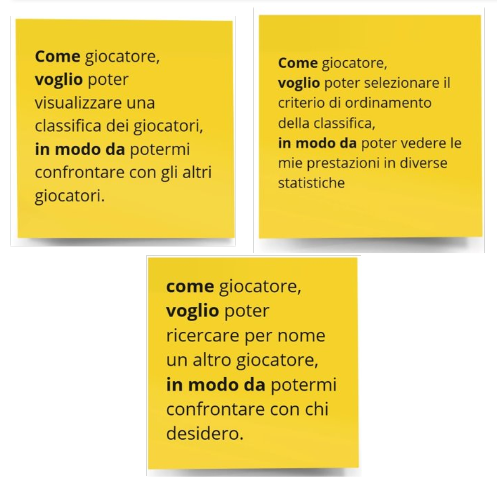 Come giocatore,
voglio poter
visualizzare una
classifica dei giocatori,
in modo da potermi
confrontare con gli altri
giocatori.
Come giocatore,
voglio poter selezionare il
criterio di ordinamento
della classifica,
in modo da poter vedere le
mie prestazioni in diverse
statistiche
come giocatore,
voglio poter
ricercare per nome
un altro giocatore,
in modo da potermi
confrontare con chi
desidero.